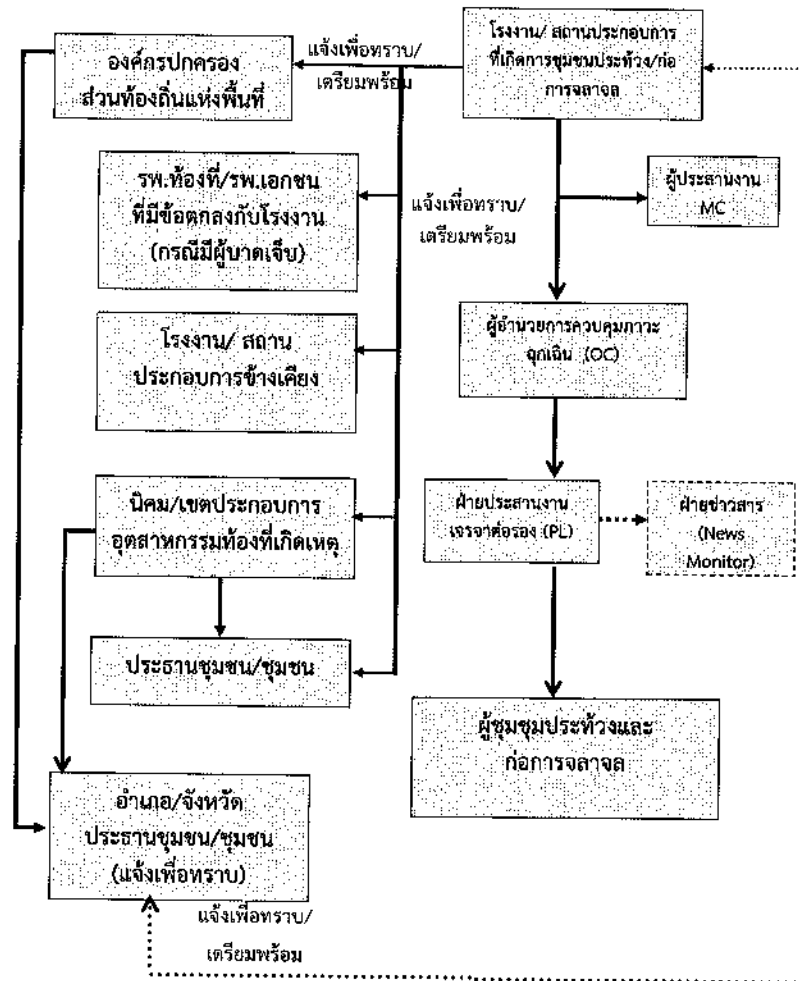 องค์กรปกครอง
ส่วนท้องถิ่นแห่งพื้นที่
แจ้งเพื่อทราบ/
เตรียมพร้อม
โรงงาน/ สถานประกอบการ
ที่เกิดการชุมชนประท้วง/ก่อ
การจลาจล
รพ.ท้องที่/รพ.เอกชน
ที่มีข้อตกลงกับโรงงาน
(กรณีมีผู้บาดเจ็บ)
แจ้งเพื่อทราบ/
เตรียมพร้อม
ผู้ประสานงาน
MC
ผู้อำนวยการควบคุมภาวะ
ฉุกเฉิน (OC)
โรงงาน/ สถาน
ประกอบการข้างเคียง
นิคม/เขตประกอบการ
อุตสาหกรรมท้องที่เกิดเหตุ
ฝ่ายประสานงาน
เจรจาต่อรอง (PL)
ฝ่ายข่าวสาร
(News
Monitor)
ประธานชุมชน/ชุมชน
ผู้ชุมชุมประท้วงและ
ก่อการจลาจล
อำเภอ/จังหวัด
ประธานชุมชน/ชุมชน
(แจ้งเพื่อทราบ)
แจ้งเพื่อทราบ/
เตรียมพร้อม